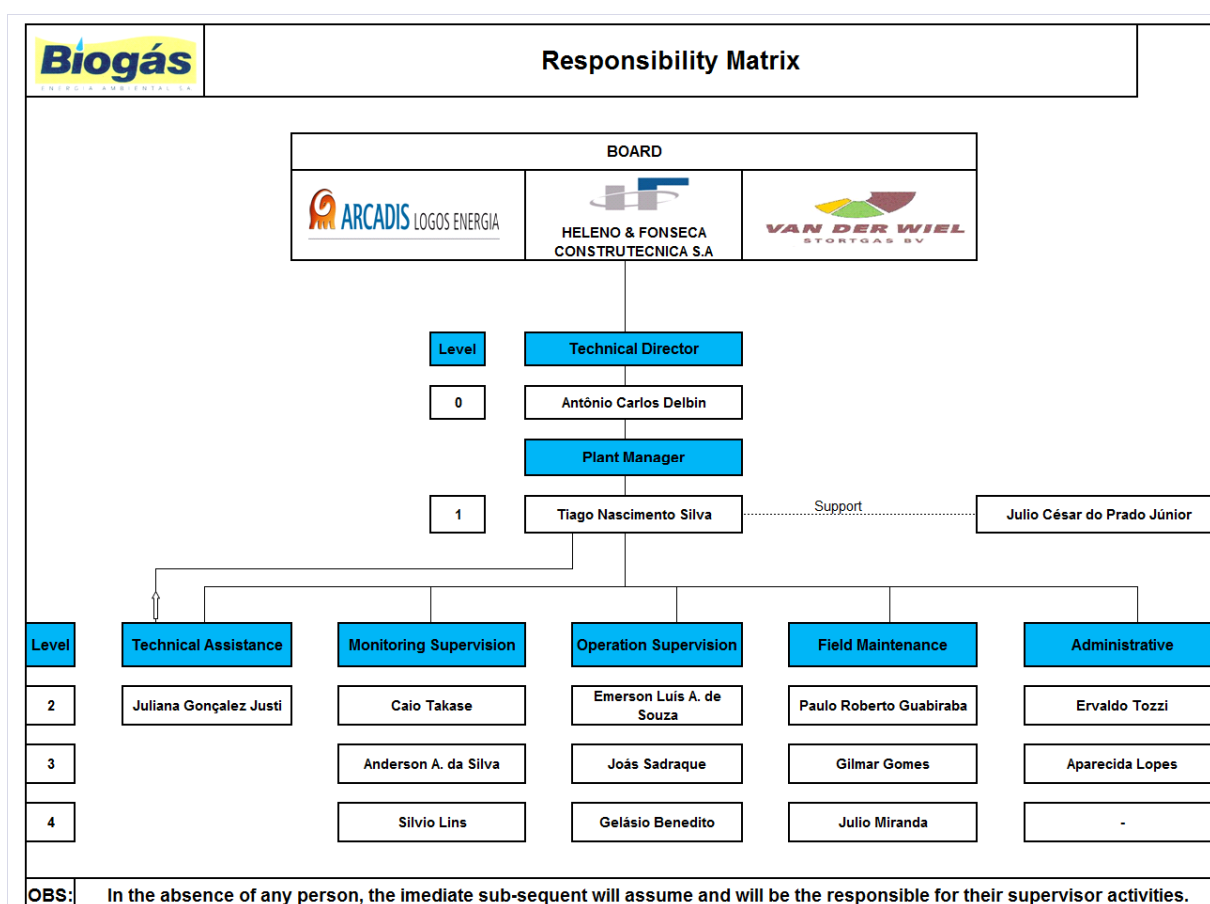 Biogás
ENERGIA AMBIENTAL SA
Responsibility Matrix
BOARD
ARCADIS LOGOS ENERGIA
HELENO & FONSECA
CONSTRUTECNICA S.A
VAN DER WIEL
STORTGAS BV
Level
Technical Director
0
Antônio Carlos Delbin
Plant Manager
1
Tiago Nascimento Silva
Support
Julio César do Prado Júnior
Level
Technical Assistance
Monitoring Supervision
Operation Supervision
Field Maintenance
Administrative
2
Juliana Gonçalez Justi
Caio Takase
Emerson Luís A. de
Souza
Paulo Roberto Guabiraba
Ervaldo Tozzi
3
Anderson A. da Silva
Joás Sadraque
Gilmar Gomes
Aparecida Lopes
4
Silvio Lins
Gelásio Benedito
Julio Miranda
-
OBS: In the absence of any person, the imediate sub-sequent will assume and will be the responsible for their supervisor activities.